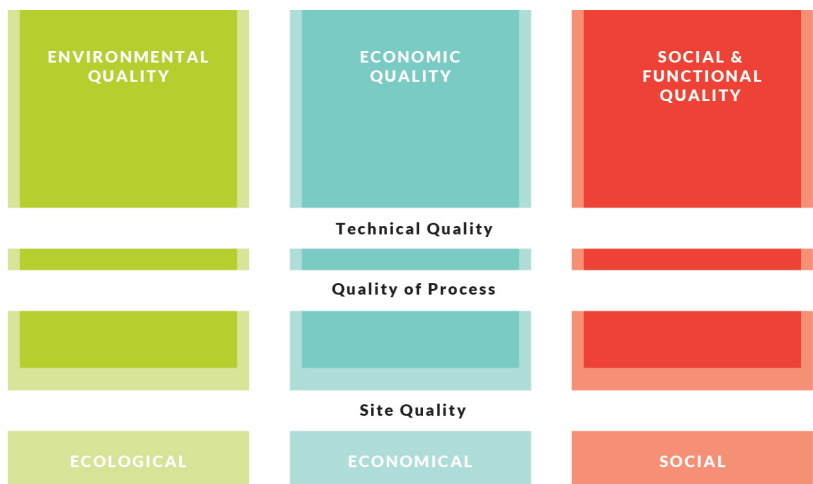 ENVIRONMENTAL
QUALITY
ECONOMIC
QUALITY
SOCIAL &
FUNCTIONAL
QUALITY
Technical Quality
Quality of Process
Site Quality
ECOLOGICAL
ECONOMICAL
SOCIAL